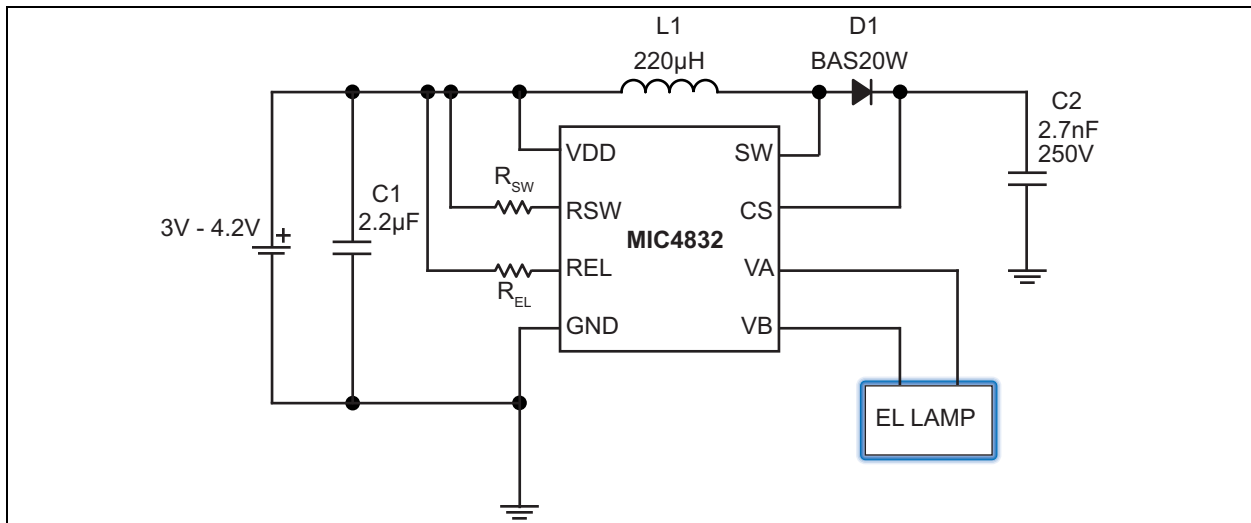 L1
220µH
D1
BAS20W
C2
2.7nF
250V
VDD
SW
R_SW
C1
2.2µF
RSW
CS
3V - 4.2V
+
MIC4832
REL
VA
R_EL
GND
VB
EL LAMP